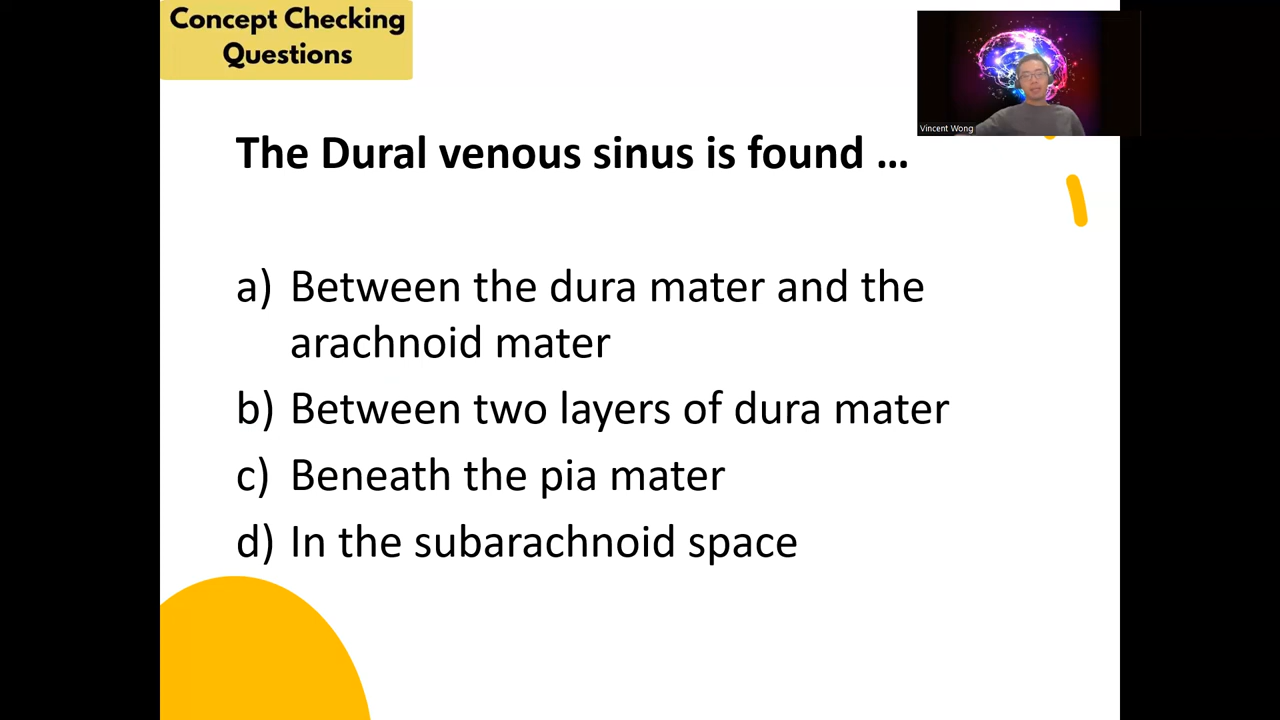 Concept Checking
Questions
Vincent Wong
The Dural venous sinus is found …
a) Between the dura mater and the
arachnoid mater
b) Between two layers of dura mater
c) Beneath the pia mater
d) In the subarachnoid space